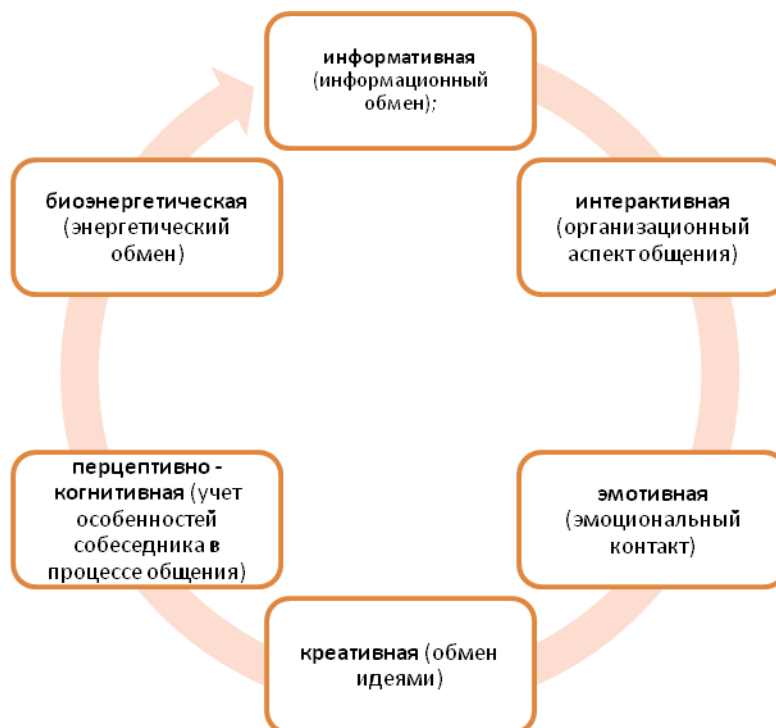 информативная
(информационный
обмен);
интерактивная
(организационный
аспект общения)
эмотивная
(эмоциональный
контакт)
креативная (обмен
идеями)
перцептивно -
когнитивная (учет
особенностей
собеседника в
процессе общения)
биоэнергетическая
(энергетический
обмен)